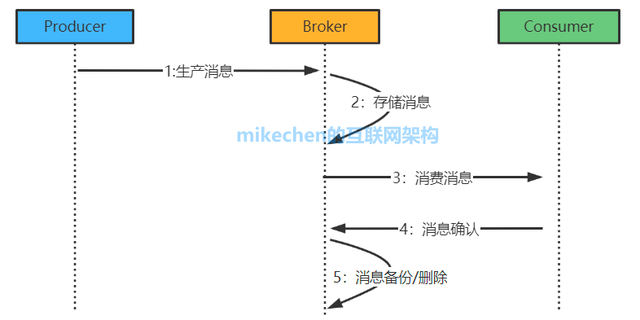 Producer
Broker
Consumer
1:生产消息
2：存储消息
mikechen的互联网架构
3：消费消息
4：消息确认
5：消息备份/删除